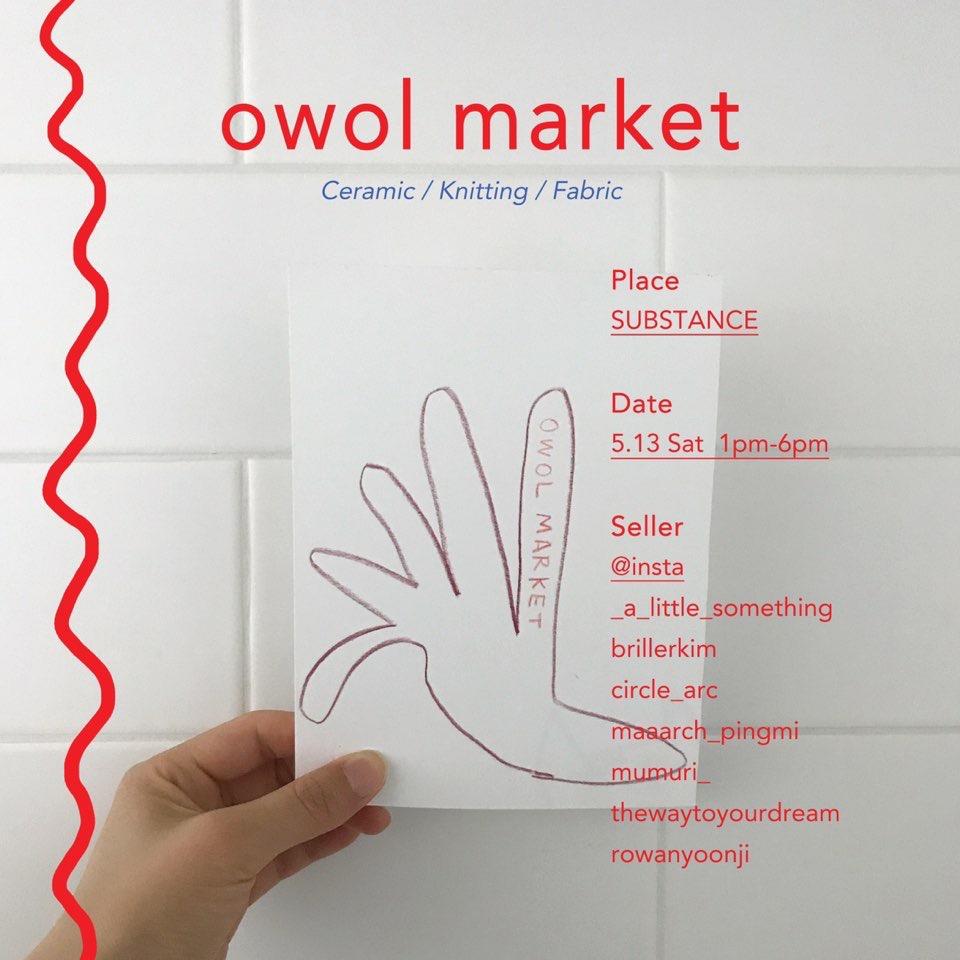 owol market
Ceramic / Knitting / Fabric
Place
SUBSTANCE
Date
5.13 Sat 1pm-6pm
Seller
@insta
_a_little_something
brillerkim
circle_arc
maaarch_pingmi
mumuri_
thewaytoyourdream
rowanyoonji
OWOL MARKET